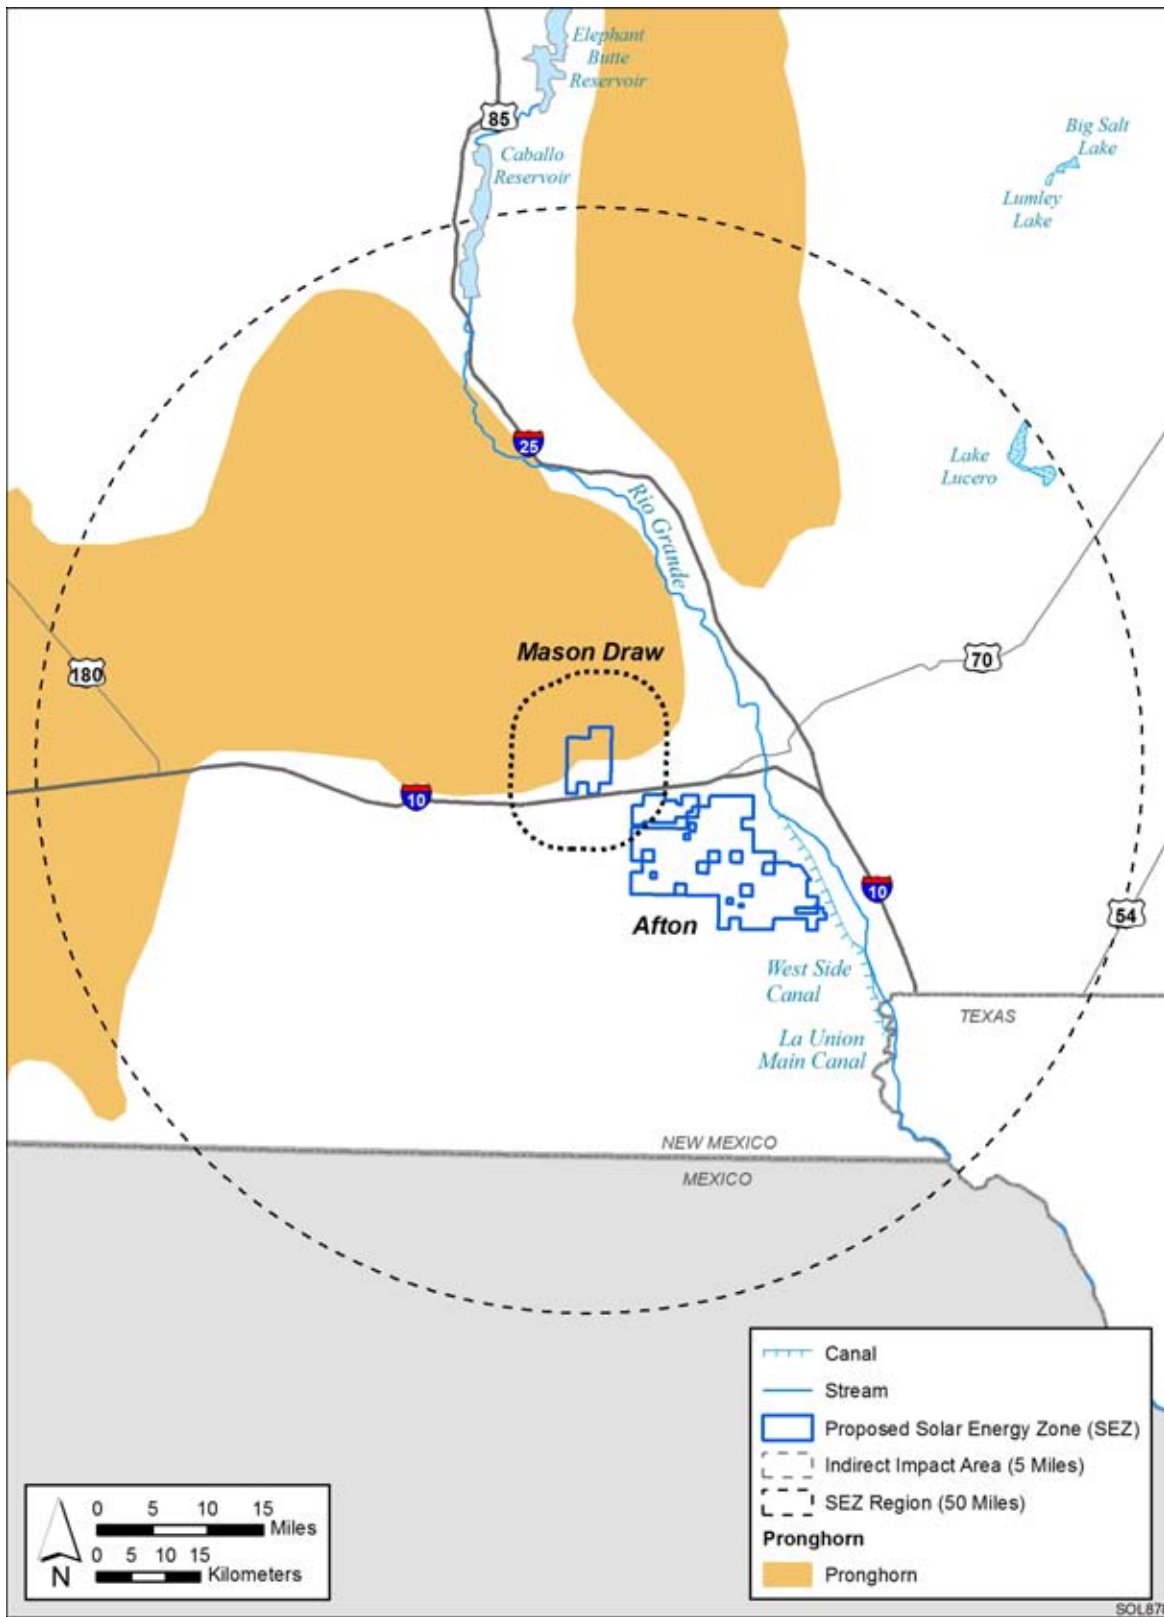 Elephant
Butte
Reservoir
85
Caballo
Reservoir
Big Salt
Lake
Lumley
Lake
25
Lake
Lucero
Rio Grande
Mason Draw
70
180
10
10
54
Afton
West Side
Canal
TEXAS
La Union
Main Canal
NEW MEXICO
MEXICO
Canal
Stream
Proposed Solar Energy Zone (SEZ)
Indirect Impact Area (5 Miles)
SEZ Region (50 Miles)
Pronghorn
Pronghorn
0 5 10 15
Miles
0 5 10 15
Kilometers
N